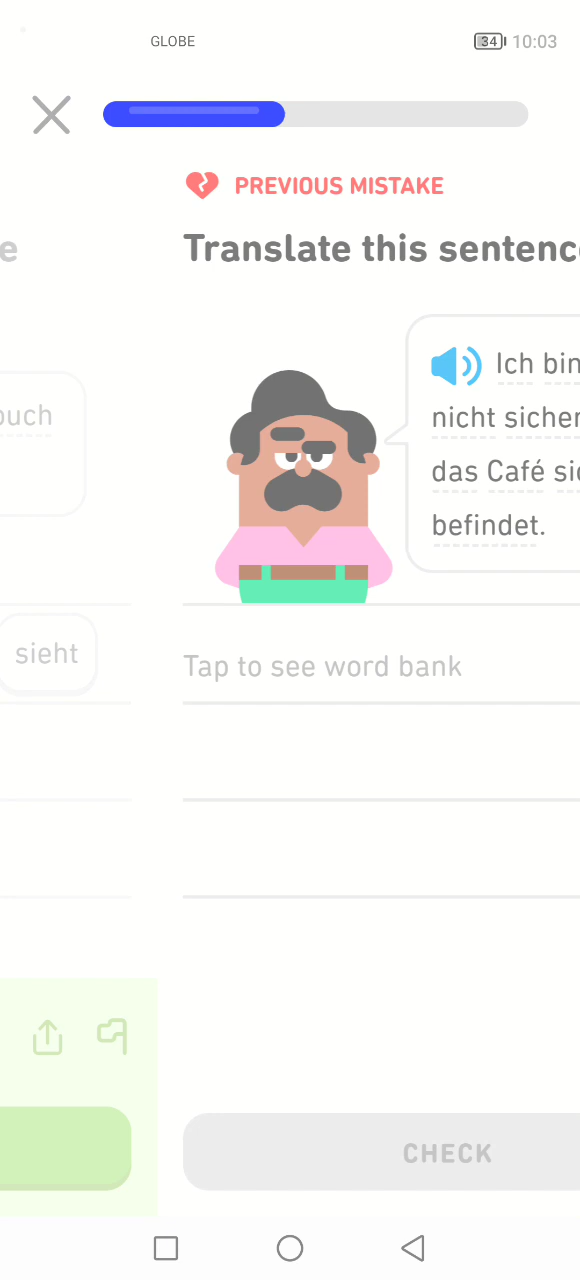 GLOBE 34 10:03
PREVIOUS MISTAKE
e Translate this sentenc
Ich bin
ouch nicht sicher
das Café sic
befindet.
sieht Tap to see word bank
CHECK